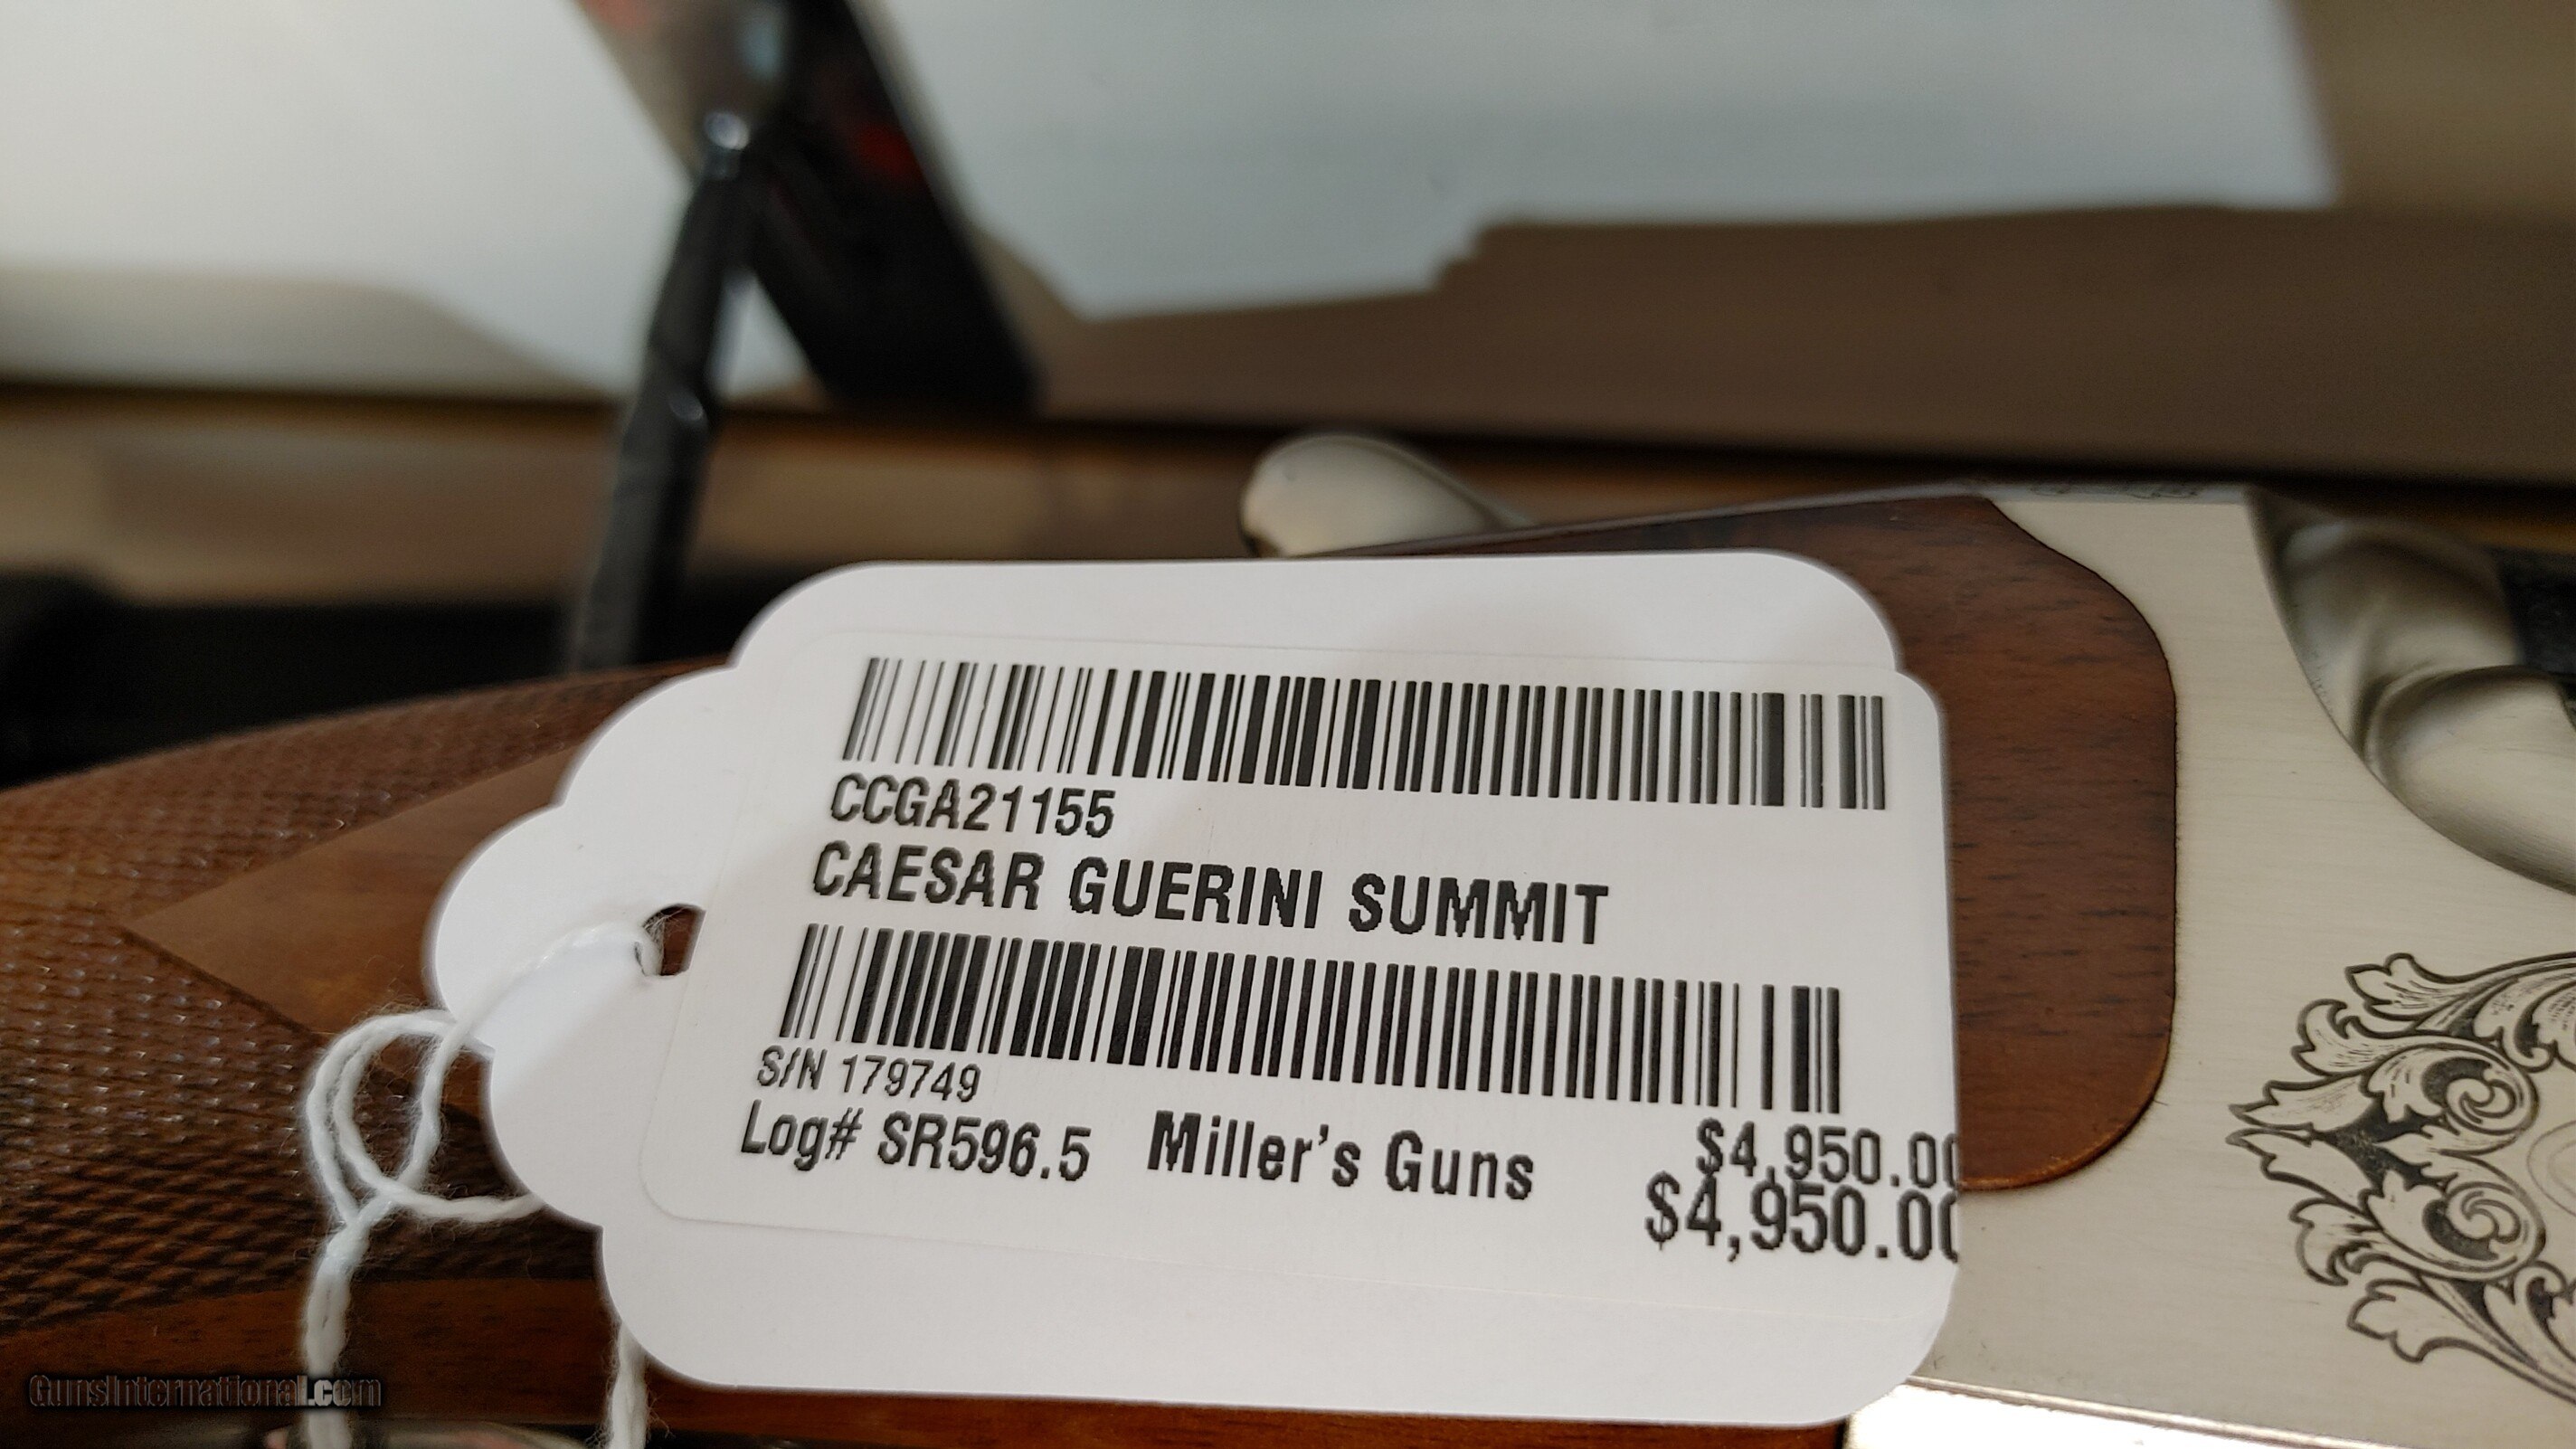 CCGA21155
CAESAR GUERINI SUMMIT
S/N 179749
Log# SR596.5 Miller's Guns $4,950.00
$4,950.00
GunsInternational.com